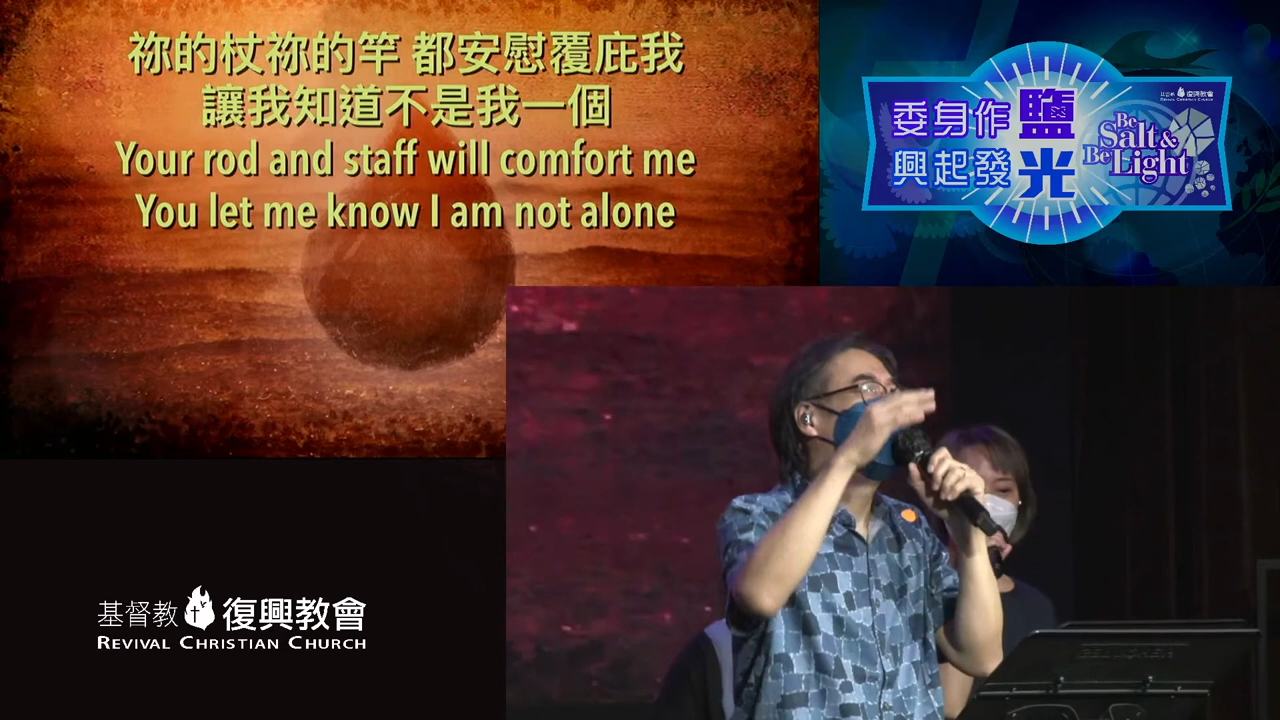 祢的杖祢的竿 都安慰覆庇我
讓我知道不是我一個
Your rod and staff will comfort me
You let me know I am not alone
委身作鹽
興起發光
Be Salt &
Be Light
基督教 復興教會
REVIVAL CHRISTIAN CHURCH